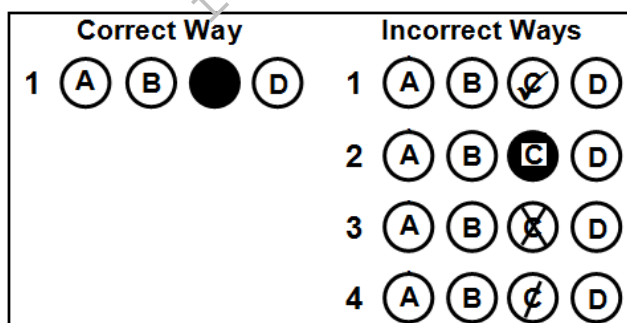 Correct Way Incorrect Ways
1 A B D 1 A B C D
2 A B C D
3 A B C D
4 A B C D